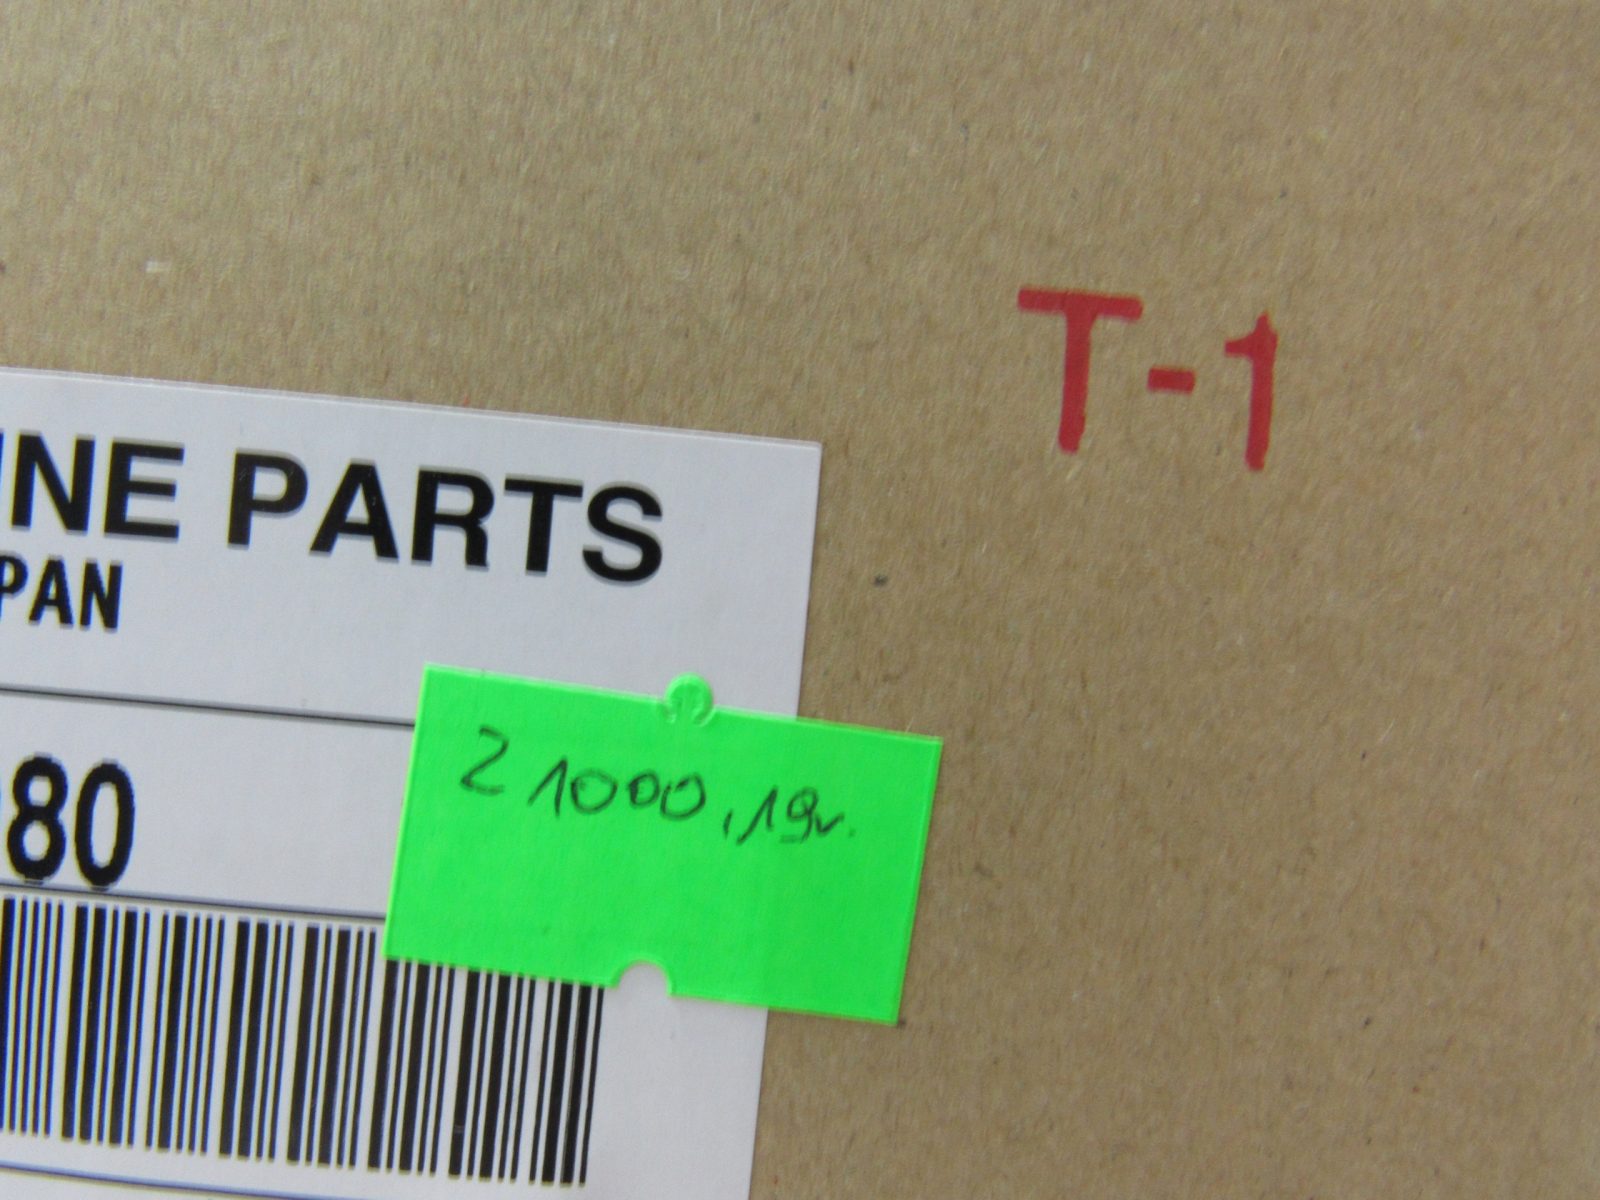 T-1
INE PARTS
PAN
80
Z 1000, 19r.